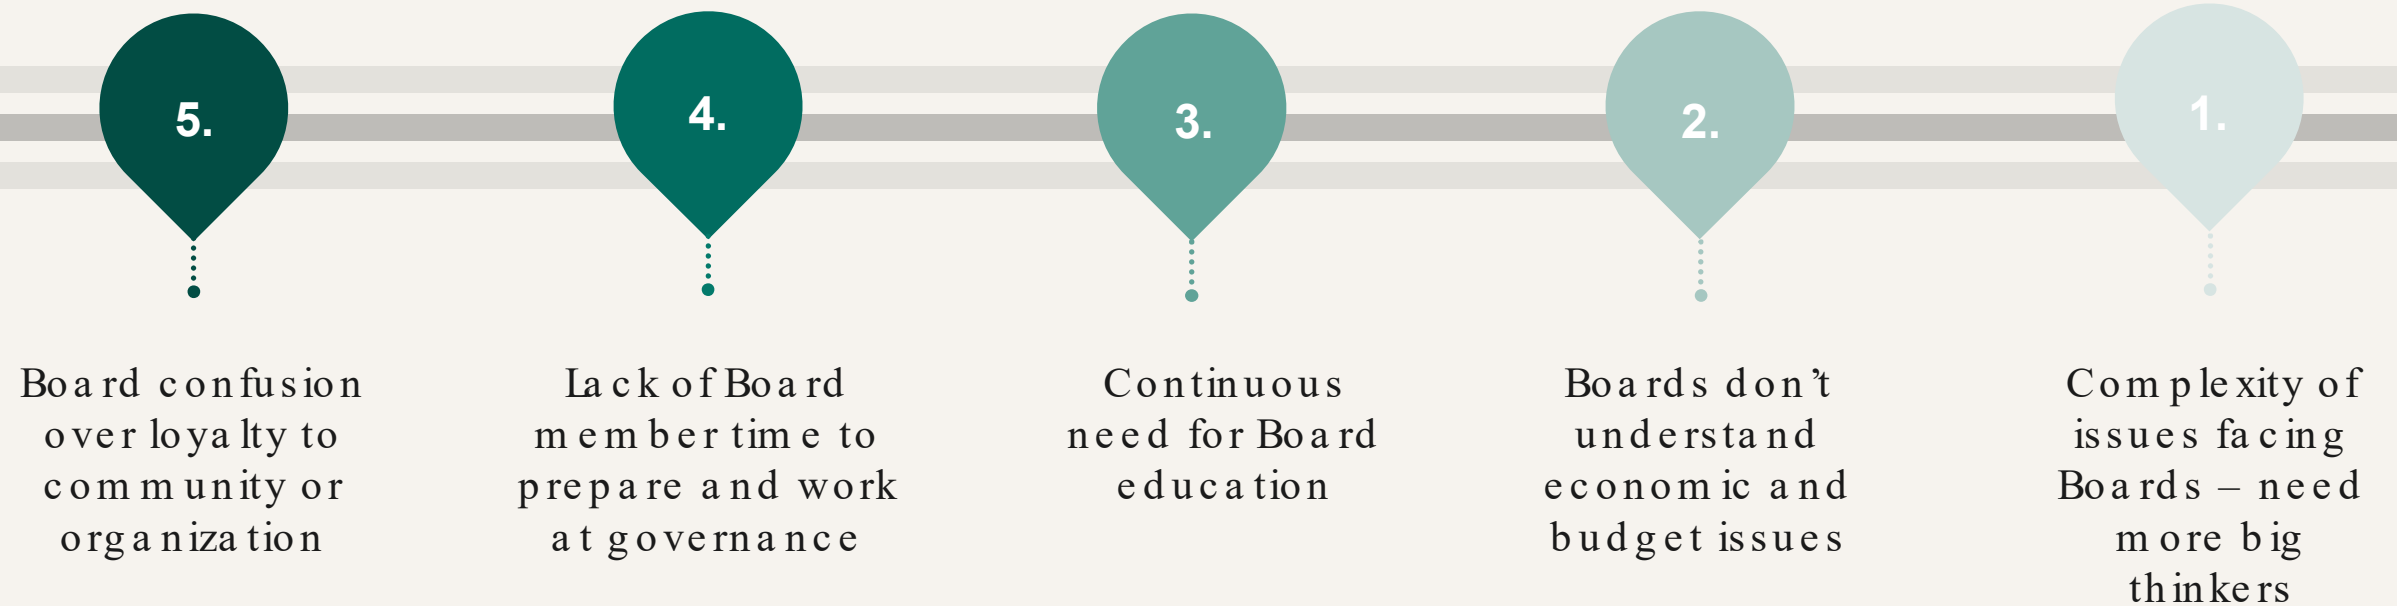 5.
Board confusion
over loyalty to
community or
organization
4.
Lack of Board
member time to
prepare and work
at governance
3.
Continuous
need for Board
education
2.
Boards don’t
understand
economic and
budget issues
1.
Complexity of
issues facing
Boards – need
more big
thinkers